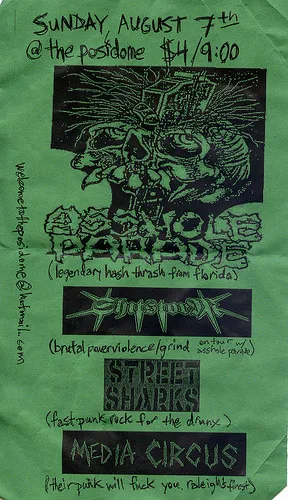 SUNDAY AUGUST 7th
@ the posidome $4/9:00
ASSHOLE
PARADE
(legendary hash thrash from florida)
Shitstorm
(brutal powerviolence/grind on tour w/
asshole parade)
STREET
SHARKS
(fast punk rock for the drunx)
MEDIA CIRCUS
(their punk will fuck you, raleigh's finest)
welcometotheposidome@hotmail.com